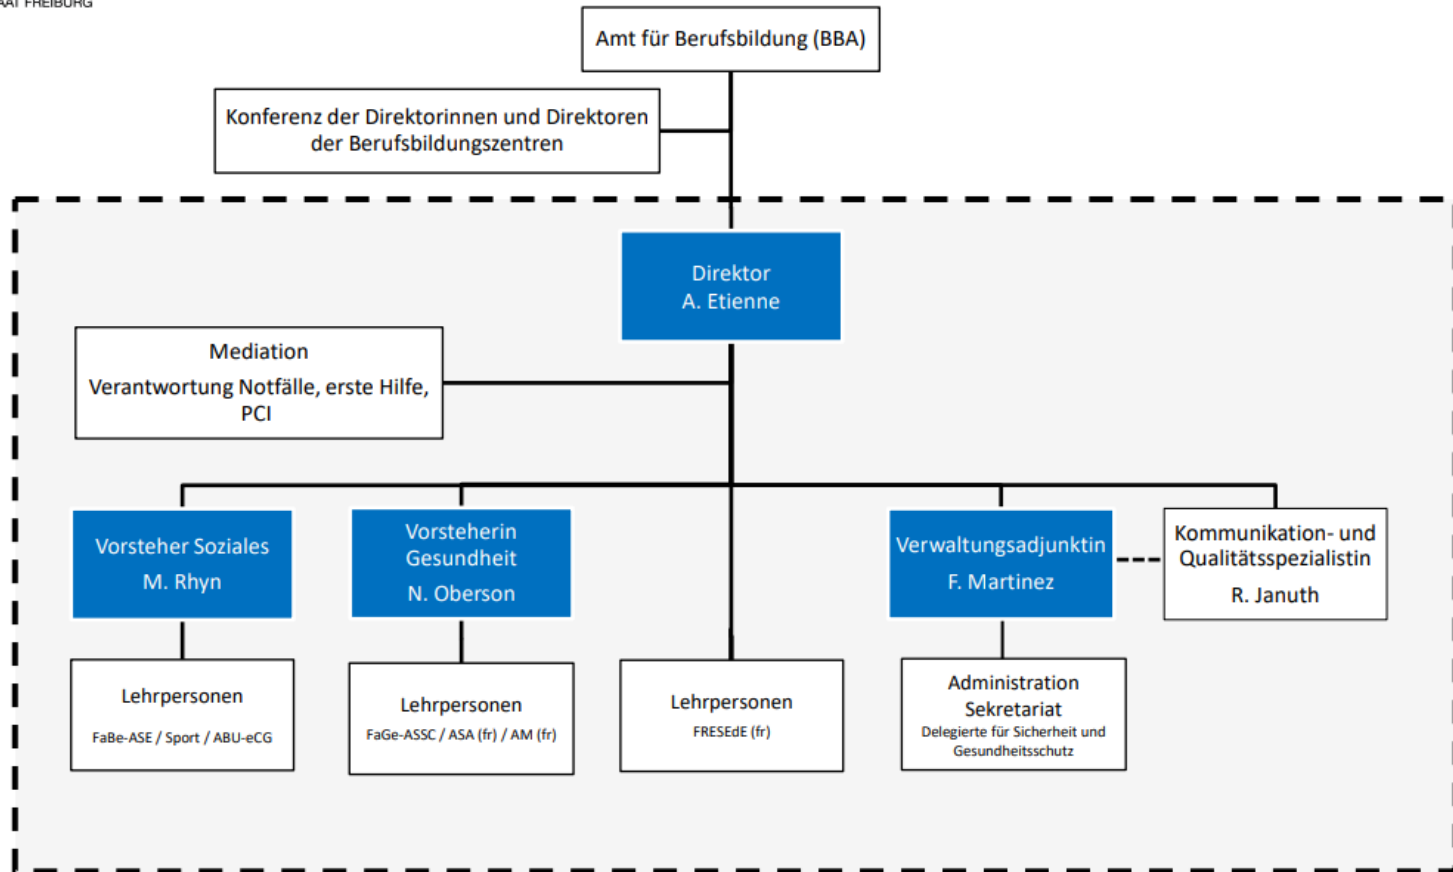 STAAT FREIBURG
Amt für Berufsbildung (BBA)
Konferenz der Direktorinnen und Direktoren
der Berufsbildungszentren
Direktor
A. Etienne
Mediation
Verantwortung Notfälle, erste Hilfe,
PCI
Vorsteher Soziales
M. Rhyn
Vorsteherin
Gesundheit
N. Oberson
Verwaltungsadjunktin
F. Martinez
Kommunikation- und
Qualitätsspezialistin
R. Januth
Lehrpersonen
FaBe-ASE / Sport / ABU-eCG
Lehrpersonen
FaGe-ASSC / ASA (fr) / AM (fr)
Lehrpersonen
FRESEdE (fr)
Administration
Sekretariat
Delegierte für Sicherheit und
Gesundheitsschutz